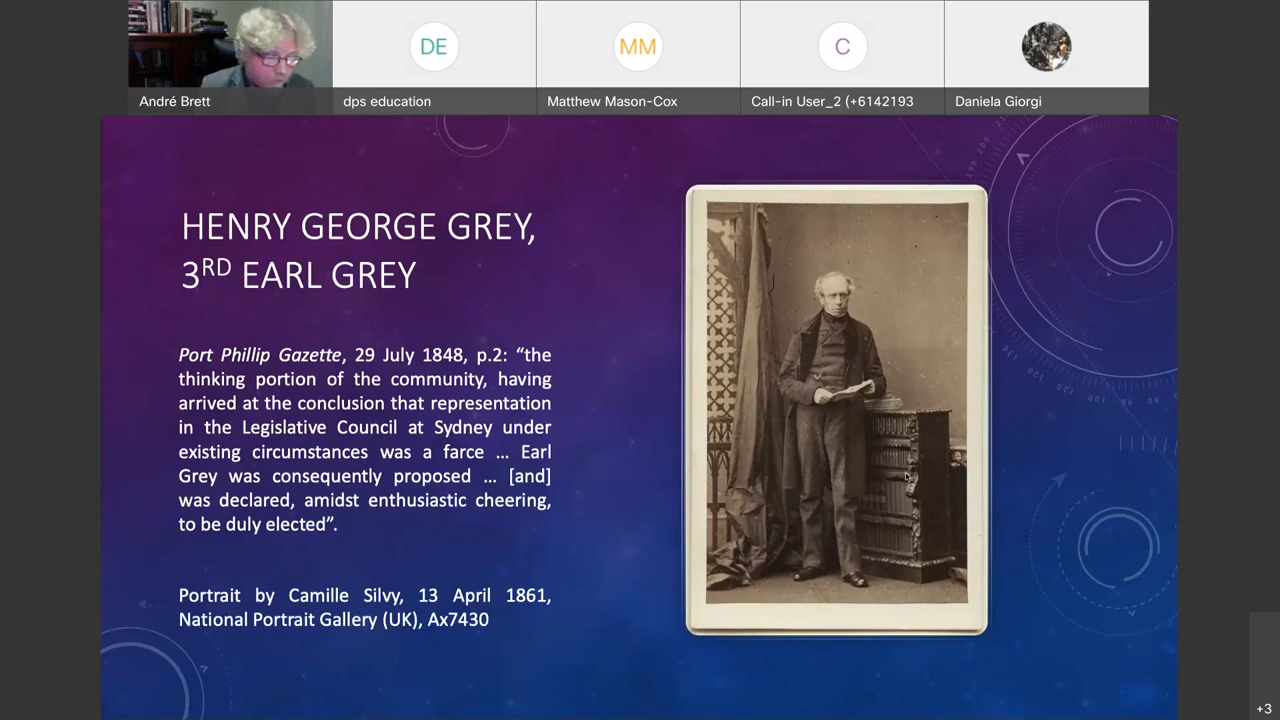 DE
MM
C
André Brett
dps education
Matthew Mason-Cox
Call-in User_2 (+6142193
Daniela Giorgi
HENRY GEORGE GREY,
3RD EARL GREY
Port Phillip Gazette, 29 July 1848, p.2: “the
thinking portion of the community, having
arrived at the conclusion that representation
in the Legislative Council at Sydney under
existing circumstances was a farce ... Earl
Grey was consequently proposed ... [and]
was declared, amidst enthusiastic cheering,
to be duly elected”.
Portrait by Camille Silvy, 13 April 1861,
National Portrait Gallery (UK), Ax7430
+3